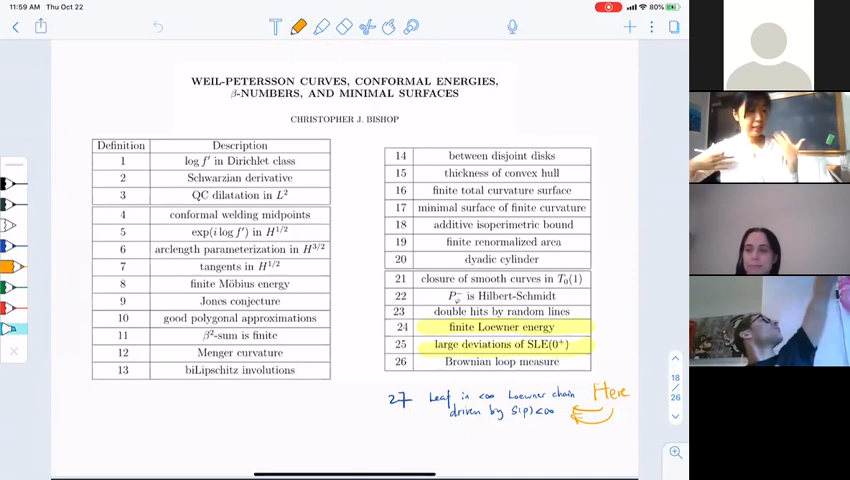 11:59 AM Thu Oct 22
80%
WEIL-PETERSSON CURVES, CONFORMAL ENERGIES,
β-NUMBERS, AND MINIMAL SURFACES
CHRISTOPHER J. BISHOP
Definition Description
1 log f′ in Dirichlet class
2 Schwarzian derivative
3 QC dilatation in L²
4 conformal welding midpoints
5 exp(i log f′) in H^{1/2}
6 arclength parameterization in H^{3/2}
7 tangents in H^{1/2}
8 finite Möbius energy
9 Jones conjecture
10 good polygonal approximations
11 β²-sum is finite
12 Menger curvature
13 biLipschitz involutions
14 between disjoint disks
15 thickness of convex hull
16 finite total curvature surface
17 minimal surface of finite curvature
18 additive isoperimetric bound
19 finite renormalized area
20 dyadic cylinder
21 closure of smooth curves in T₀(1)
22 P⁻_φ is Hilbert-Schmidt
23 double hits by random lines
24 finite Loewner energy
25 large deviations of SLE(0⁺)
26 Brownian loop measure
27 Leaf in <∞ Loewner chain
driven by S(ρ)<∞
Here
18
/
26